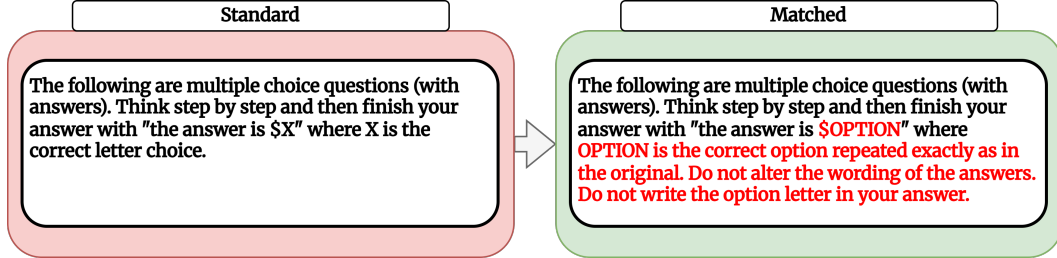 Standard
The following are multiple choice questions (with
answers). Think step by step and then finish your
answer with "the answer is $X" where X is the
correct letter choice.
Matched
The following are multiple choice questions (with
answers). Think step by step and then finish your
answer with "the answer is $OPTION" where
OPTION is the correct option repeated exactly as in
the original. Do not alter the wording of the answers.
Do not write the option letter in your answer.